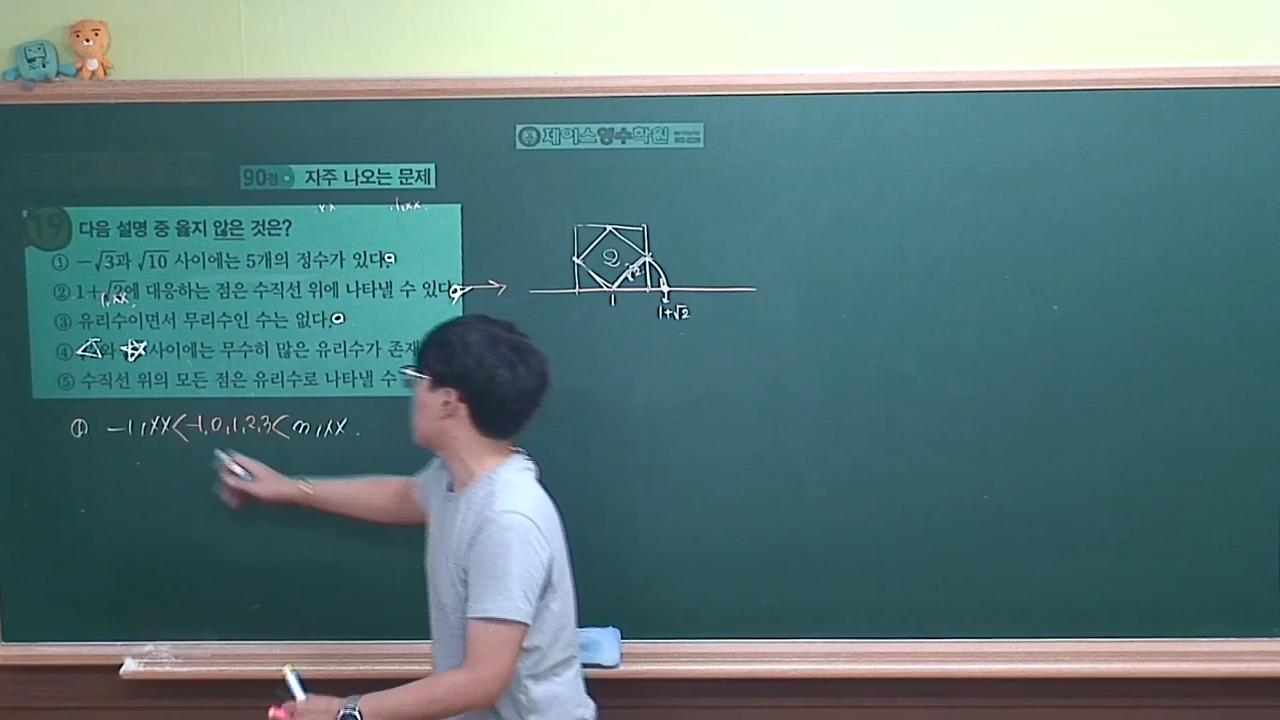 제이스영수학원
90점 자주 나오는 문제
19 다음 설명 중 옳지 않은 것은?
① -√3과 √10 사이에는 5개의 정수가 있다.
② 1+√2에 대응하는 점은 수직선 위에 나타낼 수 있다
1.xx
③ 유리수이면서 무리수인 수는 없다.
④ 와 사이에는 무수히 많은 유리수가 존재
⑤ 수직선 위의 모든 점은 유리수로 나타낼 수
① -1.xx<-1,0,1,2,3<3.xx.
2
√2
1
1+√2